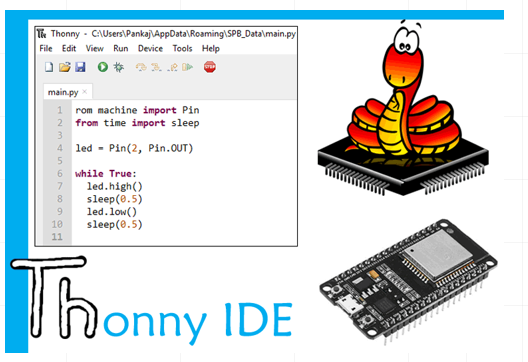 Thonny - C:\Users\Pankaj\AppData\Roaming\SPB_Data\main.py
File Edit View Run Device Tools Help
STOP
main.py ×
1 rom machine import Pin
2 from time import sleep
3
4 led = Pin(2, Pin.OUT)
5
6 while True:
7 led.high()
8 sleep(0.5)
9 led.low()
10 sleep(0.5)
11
Thonny IDE